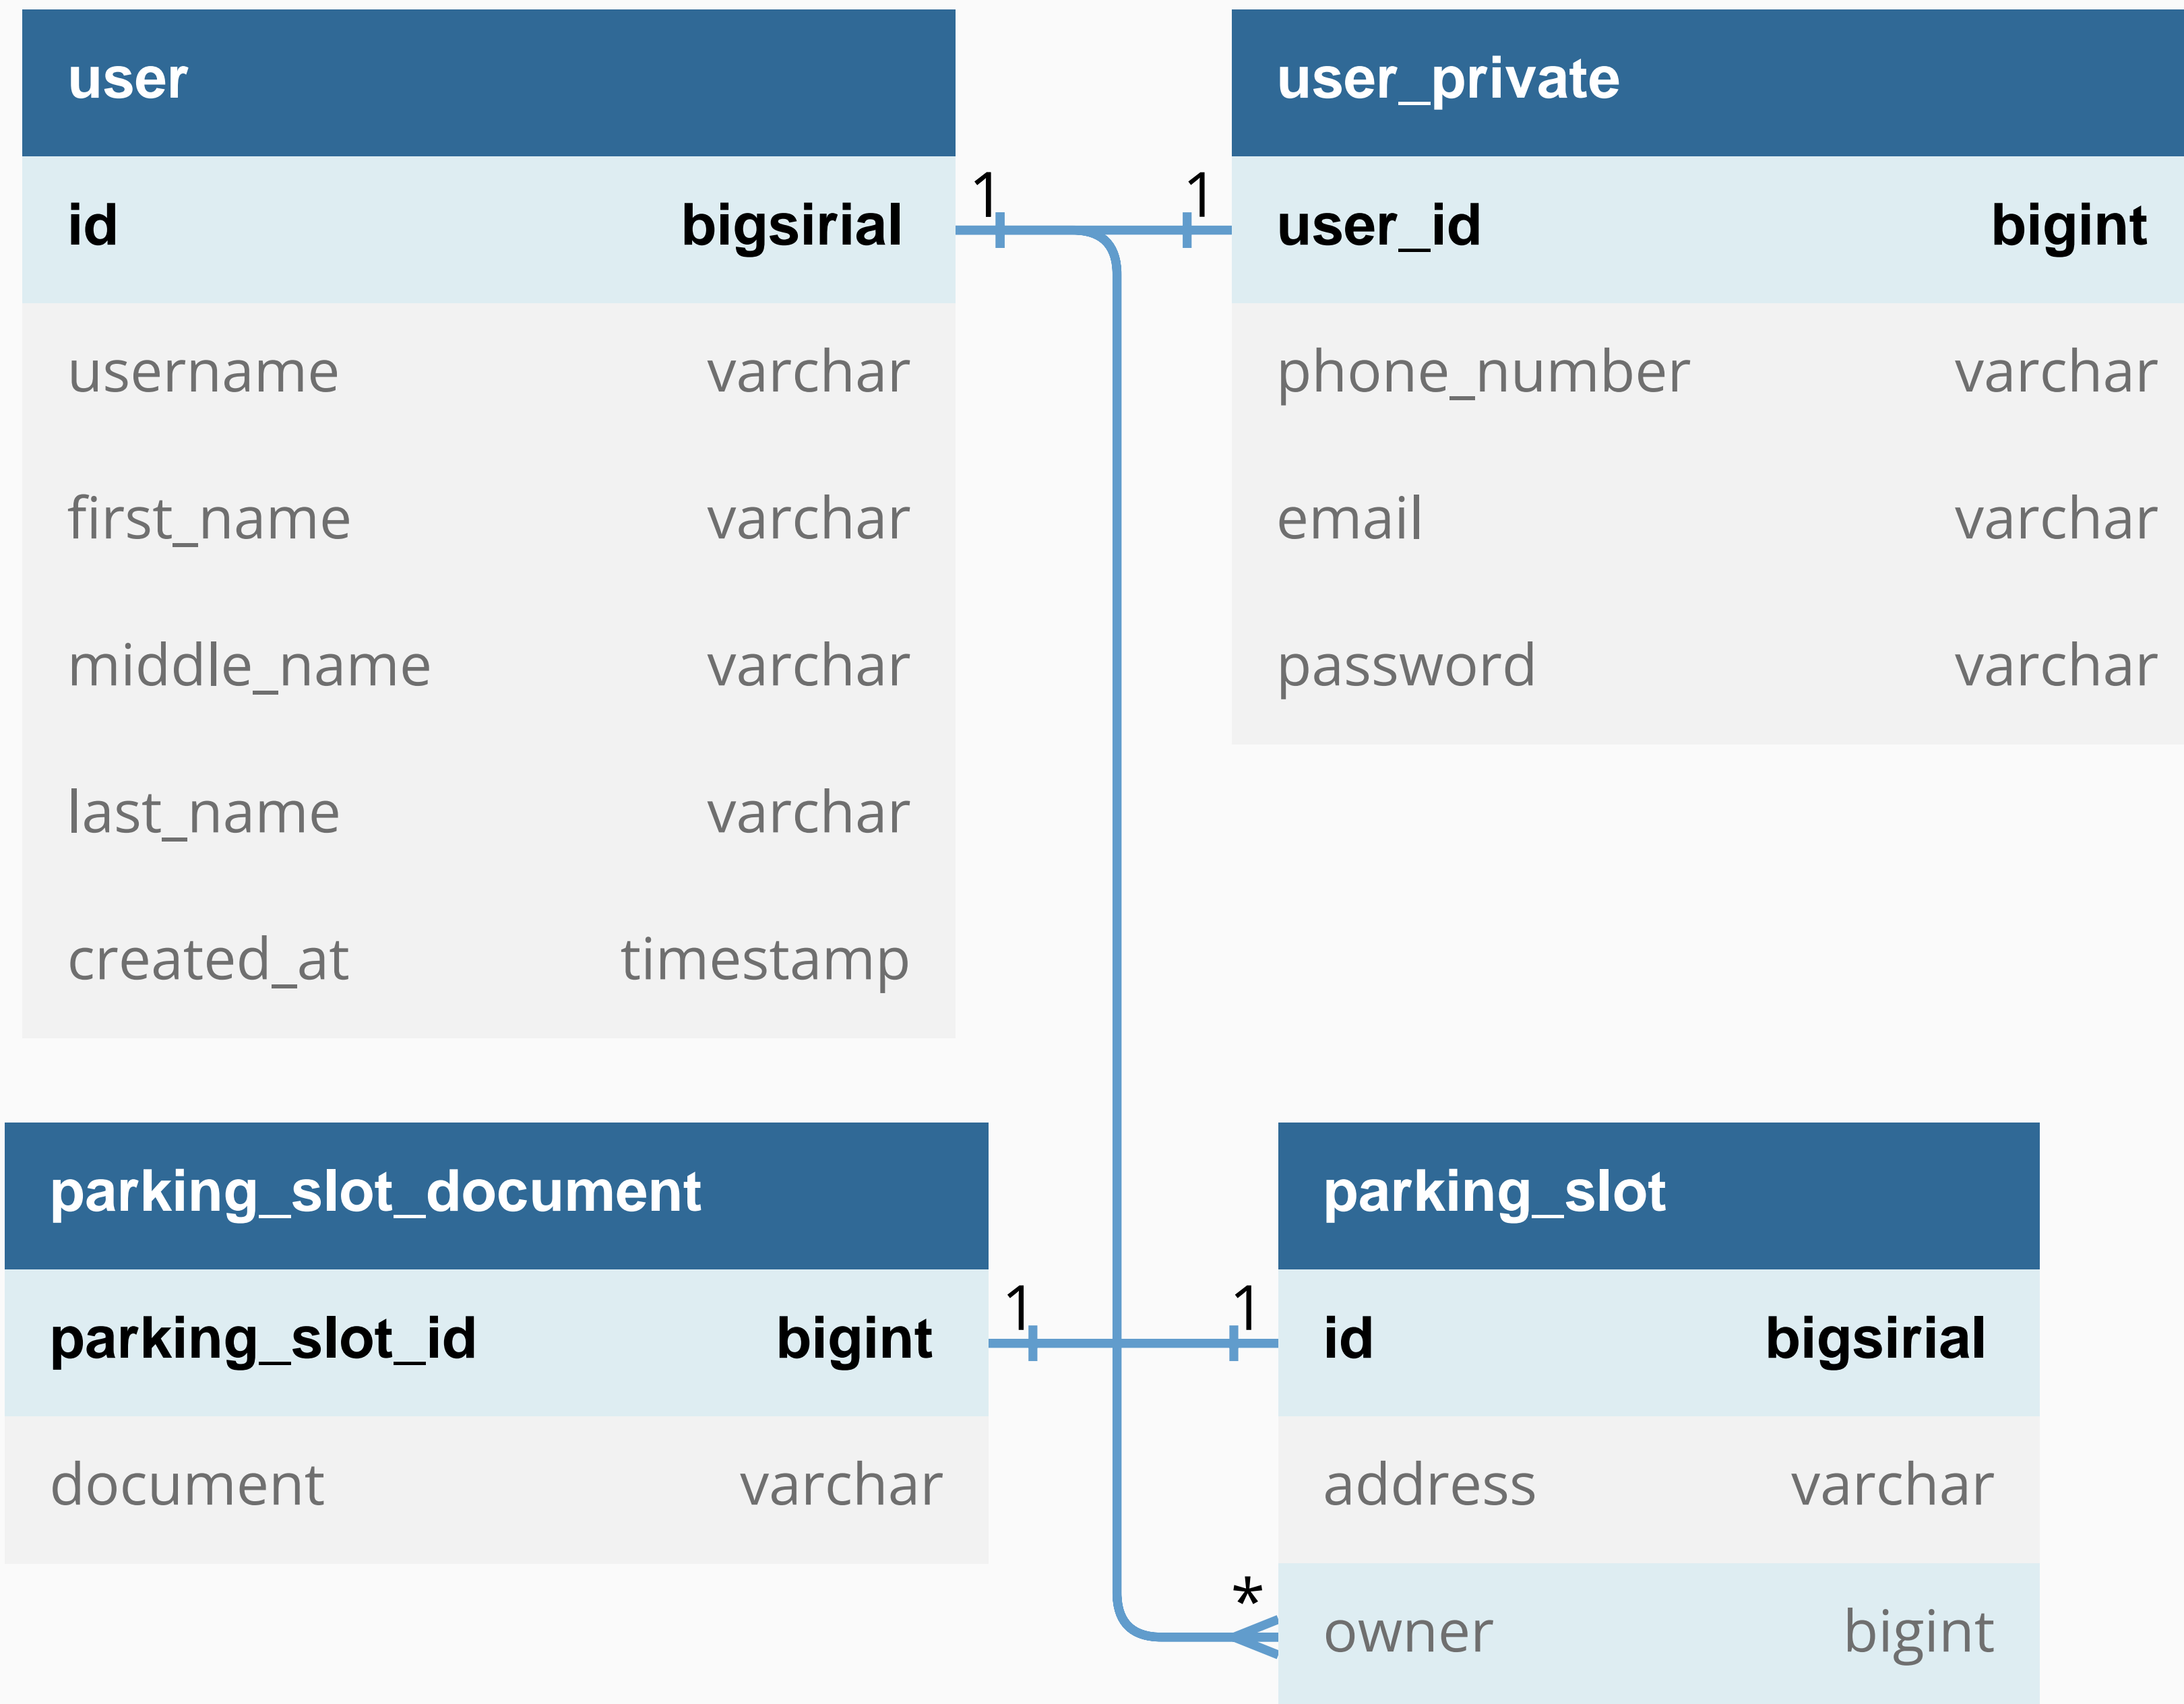 user
id bigsirial
username varchar
first_name varchar
middle_name varchar
last_name varchar
created_at timestamp
1 1
user_private
user_id bigint
phone_number varchar
email varchar
password varchar
parking_slot_document
parking_slot_id bigint
document varchar
1 1
*
parking_slot
id bigsirial
address varchar
owner bigint